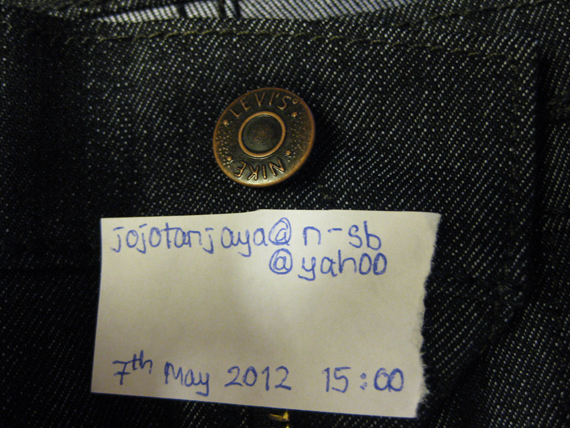 LEVI'S®
NIKE
jojotanjaya@n-sb
@yahoo
7th May 2012 15:00